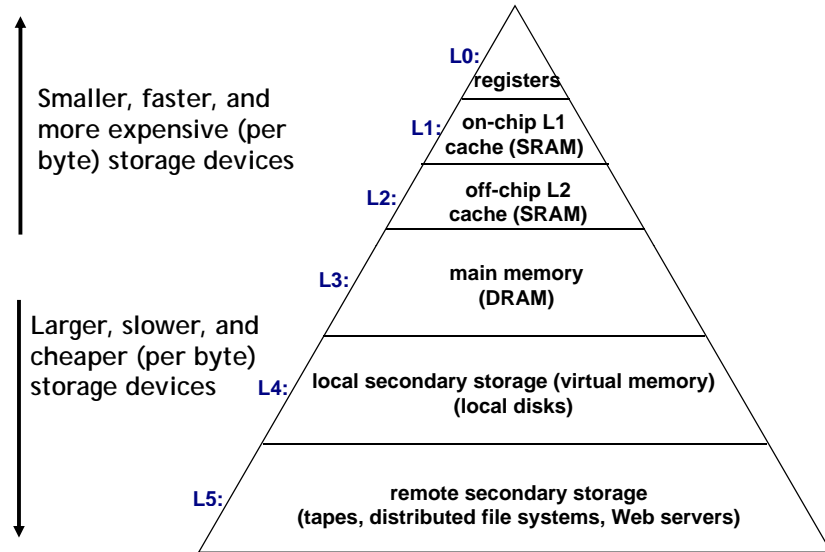 L0:
registers
Smaller, faster, and
more expensive (per
byte) storage devices
L1:
on-chip L1
cache (SRAM)
L2:
off-chip L2
cache (SRAM)
L3:
main memory
(DRAM)
Larger, slower, and
cheaper (per byte)
storage devices
L4:
local secondary storage (virtual memory)
(local disks)
L5:
remote secondary storage
(tapes, distributed file systems, Web servers)